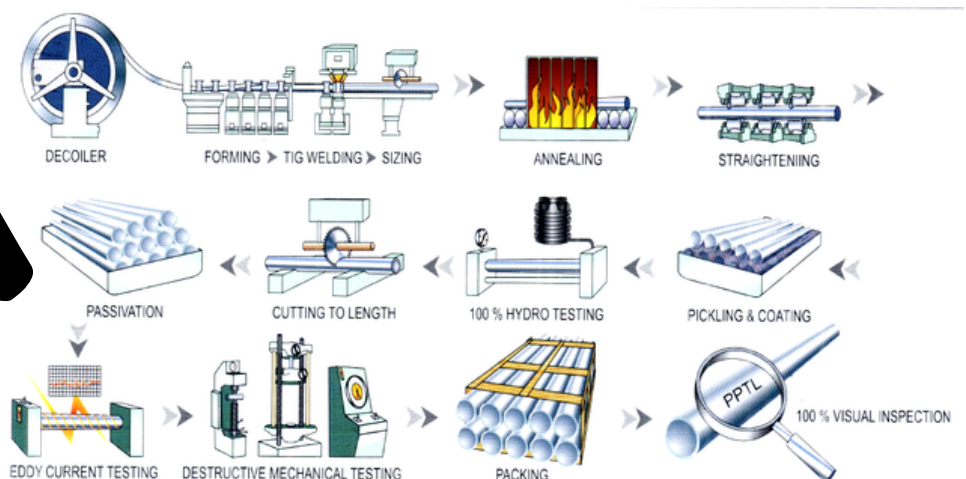 DECOILER
FORMING > TIG WELDING > SIZING
ANNEALING
STRAIGHTENIING
PASSIVATION
CUTTING TO LENGTH
100 % HYDRO TESTING
PICKLING & COATING
PPTL
100 % VISUAL INSPECTION
EDDY CURRENT TESTING
DESTRUCTIVE MECHANICAL TESTING
PACKING